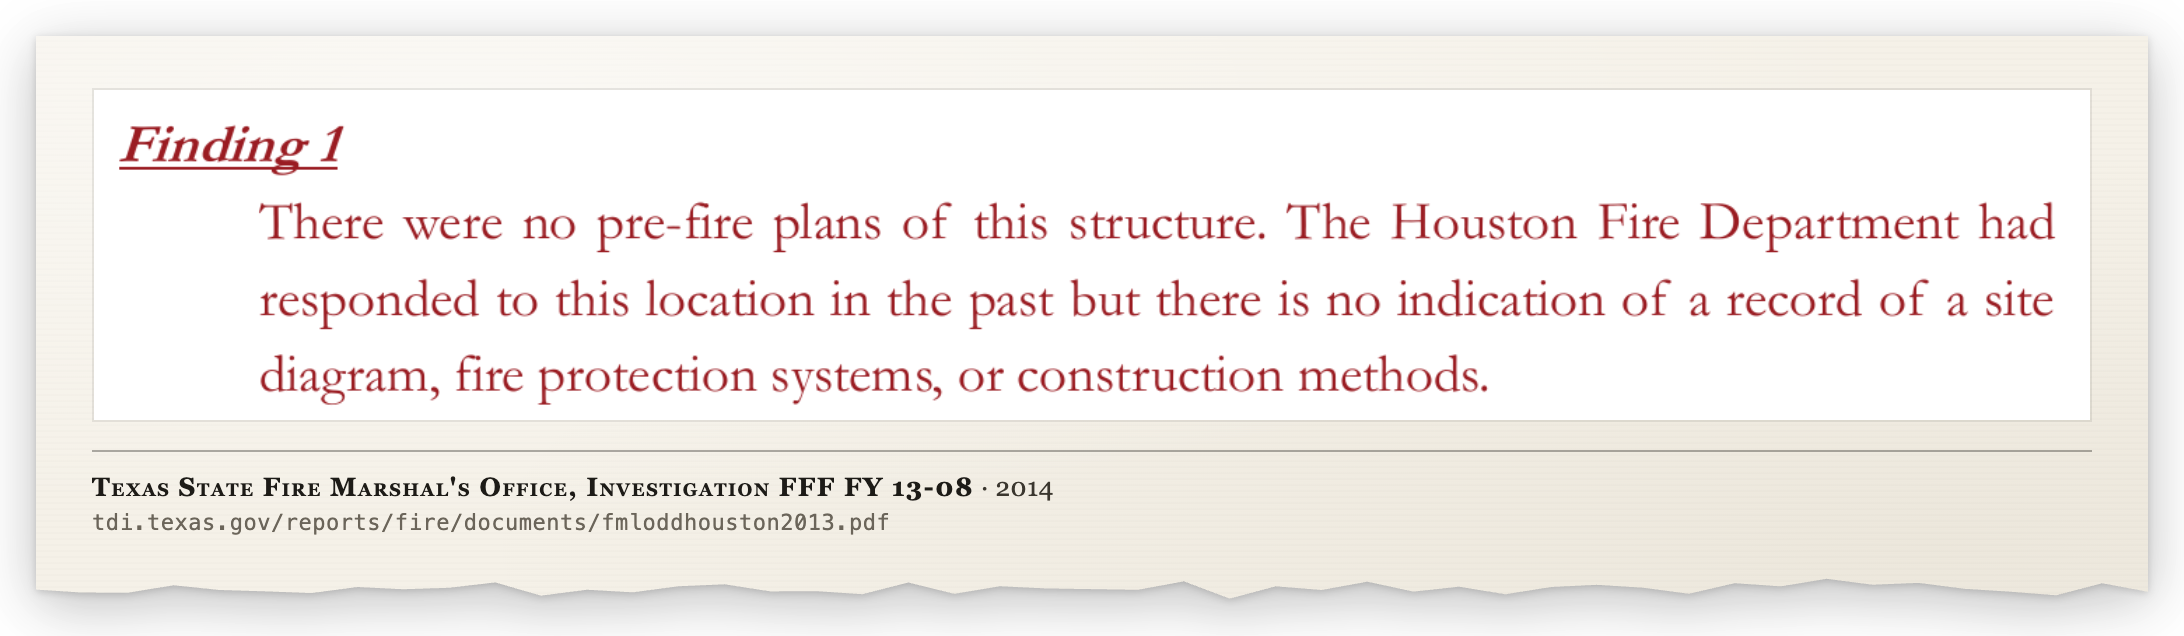 Finding 1
There were no pre-fire plans of this structure. The Houston Fire Department had
responded to this location in the past but there is no indication of a record of a site
diagram, fire protection systems, or construction methods.
Texas State Fire Marshal's Office, Investigation FFF FY 13-08 · 2014
tdi.texas.gov/reports/fire/documents/fmloddhouston2013.pdf